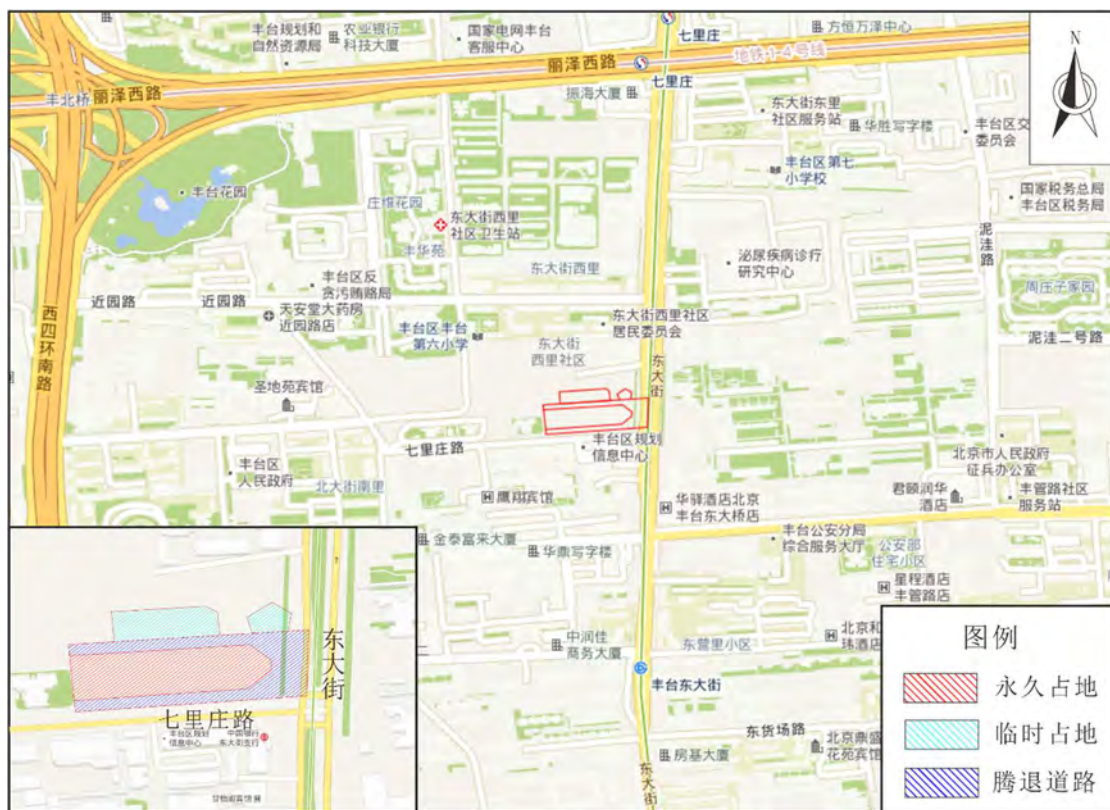 丰台规划和
自然资源局
农业银行
科技大厦
国家电网丰台
客服中心
七里庄
方恒万泽中心
地铁14号线
丽泽西路
七里庄
N
丰北桥
丽泽西路
振海大厦
东大街东里
社区服务站
华胜写字楼
丰台区交
委员会
丰台区第七
小学校
丰台花园
庄维花园
东大街西里
社区卫生站
丰华苑
国家税务总局
丰台区税务局
泥洼路
东大街西里
泌尿疾病诊疗
研究中心
丰台区反
贪污贿赂局
周庄子家园
近园路
近园路
天安堂大药房
近园路店
东大街西里社区
居民委员会
丰台区丰台
第六小学
泥洼二号路
西四环南路
东大街
西里社区
东大街
圣地苑宾馆
七里庄路
丰台区规划
信息中心
丰台区
人民政府
北大街南里
北京市人民政府
征兵办公室
鹰翔宾馆
华驿酒店北京
丰台东大桥店
君颐润华
酒店
丰管路社区
服务站
金泰富来大厦
华鼎写字楼
丰台公安分局
综合服务大厅
公安部
住宅小区
星程酒店
丰管路店
中润佳
商务大厦
东营里小区
北京和
玮酒店
丰台东大街
东货场路
北京鼎盛
花苑宾馆
房基大厦
东大街
东大街
七里庄路
丰台区规划
信息中心
中国银行
东大街支行
图例
永久占地
临时占地
腾退道路